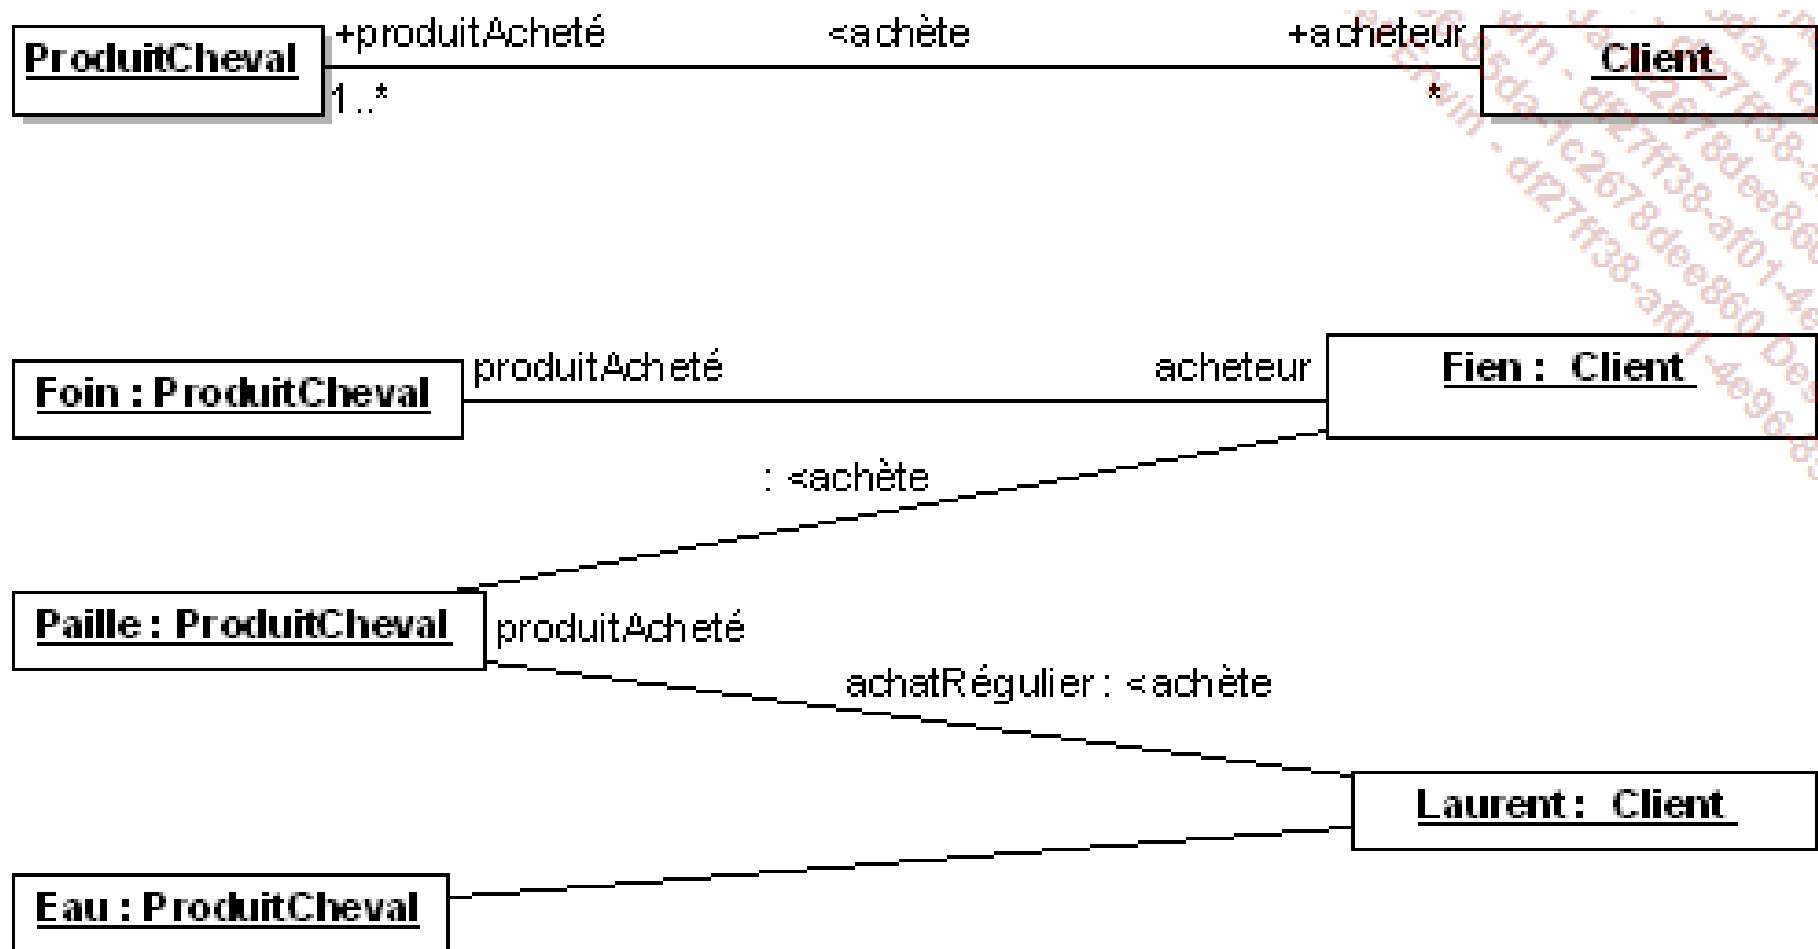 +produitAcheté <achète +acheteur
ProduitCheval Client
1..* *
produitAcheté acheteur
Foin : ProduitCheval Fien : Client
: <achète
Paille : ProduitCheval produitAcheté
achatRégulier : <achète
Laurent : Client
Eau : ProduitCheval